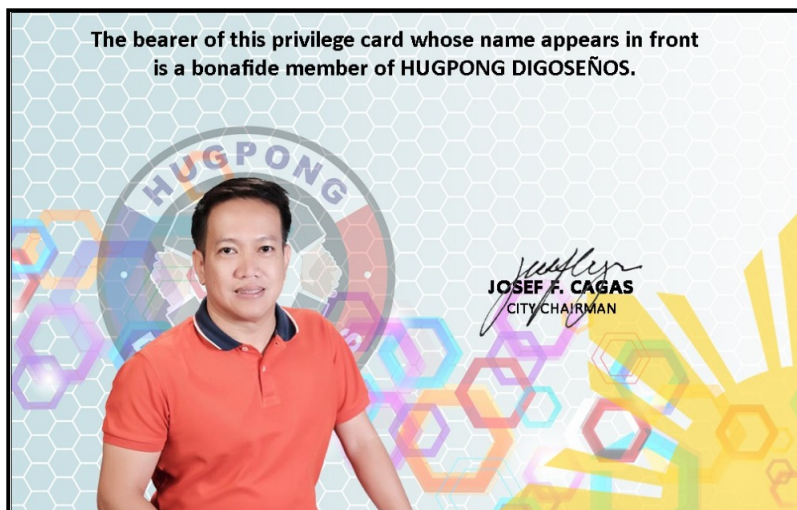 The bearer of this privilege card whose name appears in front
is a bonafide member of HUGPONG DIGOSEÑOS.
HUGPONG
S
JOSEF F. CAGAS
CITY CHAIRMAN